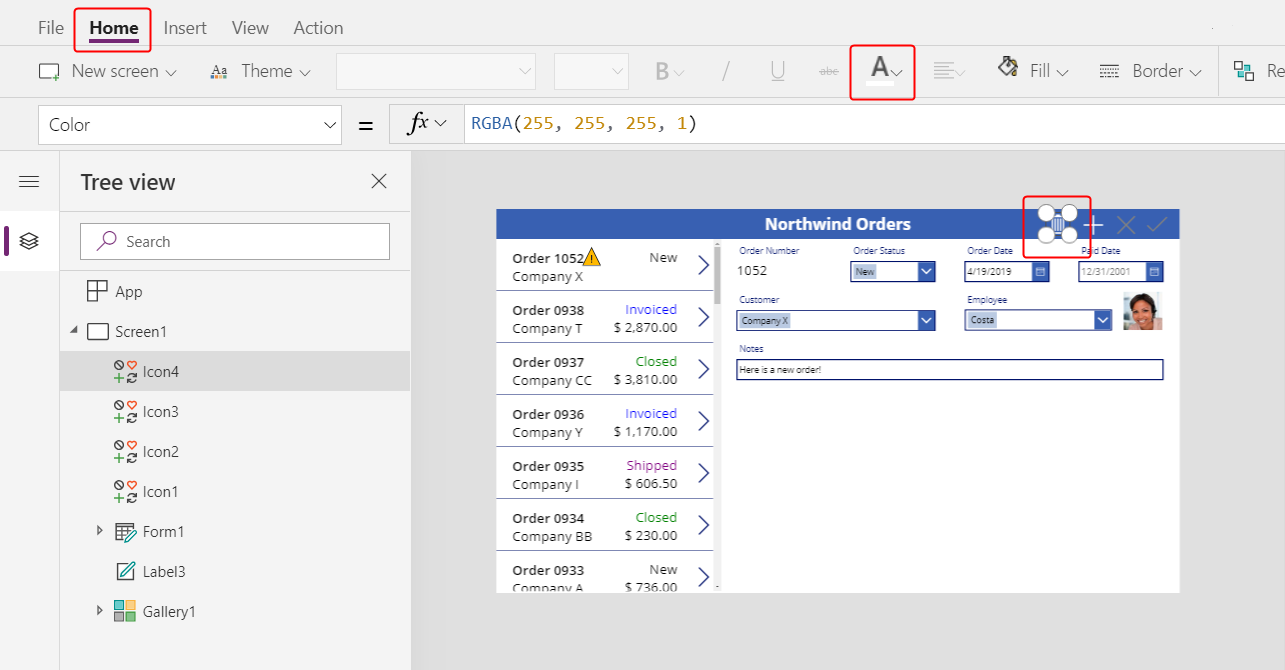 File Home Insert View Action
New screen Aa Theme B / U abc A Fill Border Re
Color = fx RGBA(255, 255, 255, 1)
Tree view
Search
App
Screen1
Icon4
Icon3
Icon2
Icon1
Form1
Label3
Gallery1
Northwind Orders
Order 1052 New
Company X
Order 0938 Invoiced
Company T $ 2,870.00
Order 0937 Closed
Company CC $ 3,810.00
Order 0936 Invoiced
Company Y $ 1,170.00
Order 0935 Shipped
Company I $ 606.50
Order 0934 Closed
Company BB $ 230.00
Order 0933 New
Company A $ 736.00
Order Number Order Status Order Date Paid Date
1052 New 4/19/2019 12/31/2001
Customer Employee
Company X Costa
Notes
Here is a new order!